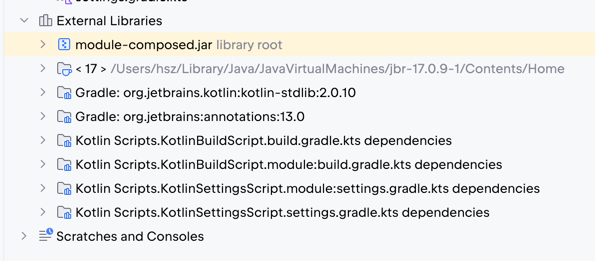 External Libraries
module-composed.jar library root
< 17 > /Users/hsz/Library/Java/JavaVirtualMachines/jbr-17.0.9-1/Contents/Home
Gradle: org.jetbrains.kotlin:kotlin-stdlib:2.0.10
Gradle: org.jetbrains:annotations:13.0
Kotlin Scripts.KotlinBuildScript.build.gradle.kts dependencies
Kotlin Scripts.KotlinBuildScript.module:build.gradle.kts dependencies
Kotlin Scripts.KotlinSettingsScript.module:settings.gradle.kts dependencies
Kotlin Scripts.KotlinSettingsScript.settings.gradle.kts dependencies
Scratches and Consoles